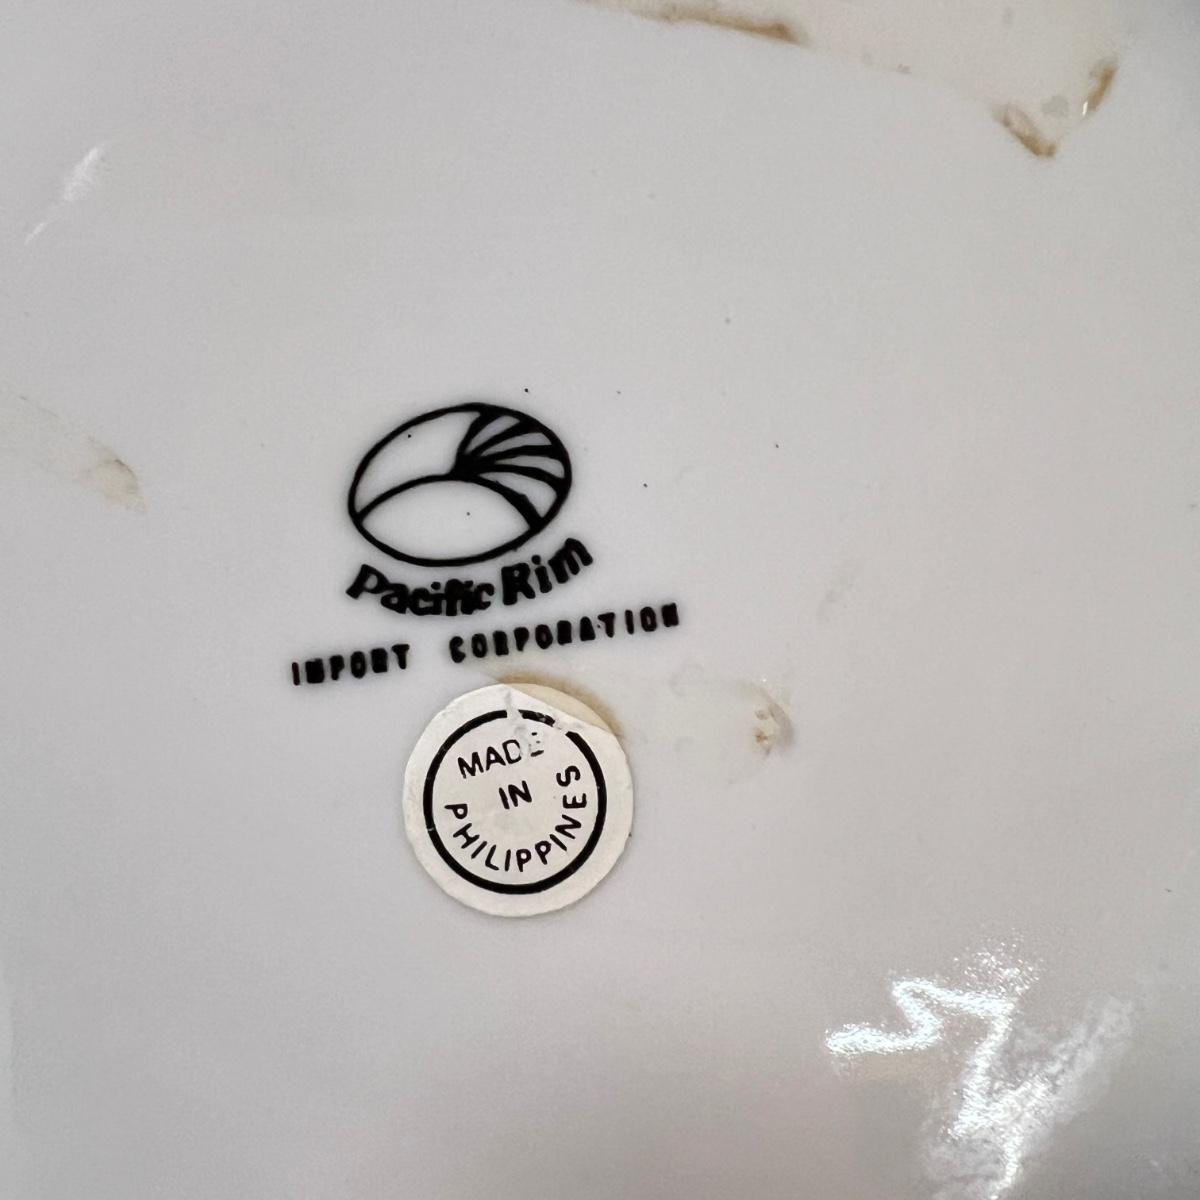 Pacific Rim
IMPORT CORPORATION
MADE
IN
PHILIPPINES